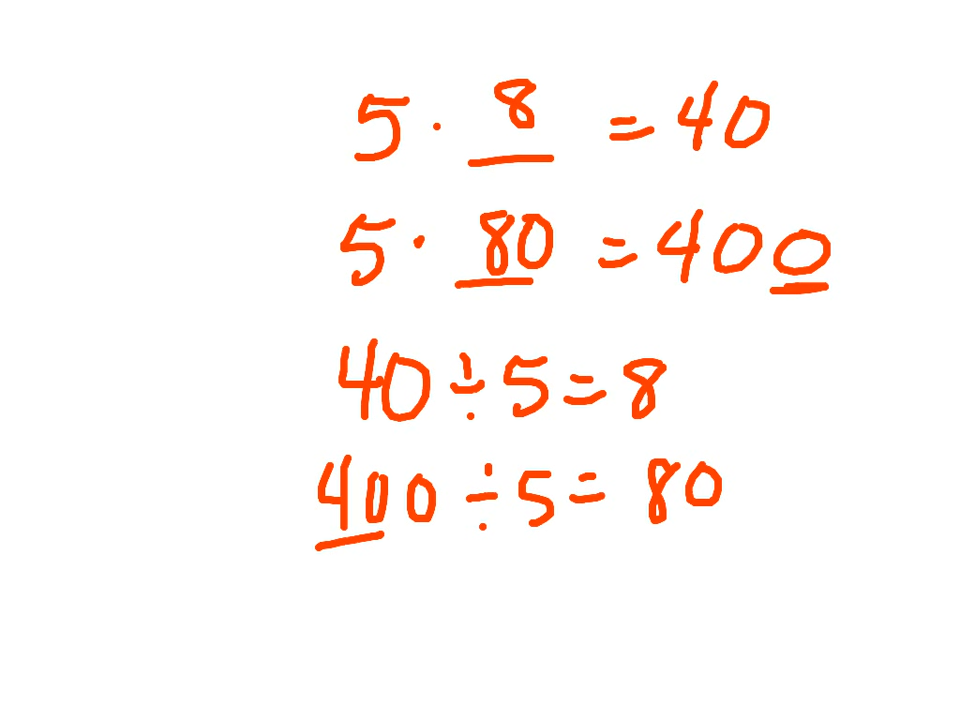 5 · 8 = 40
5 · 80 = 400
40 ÷ 5 = 8
400 ÷ 5 = 80